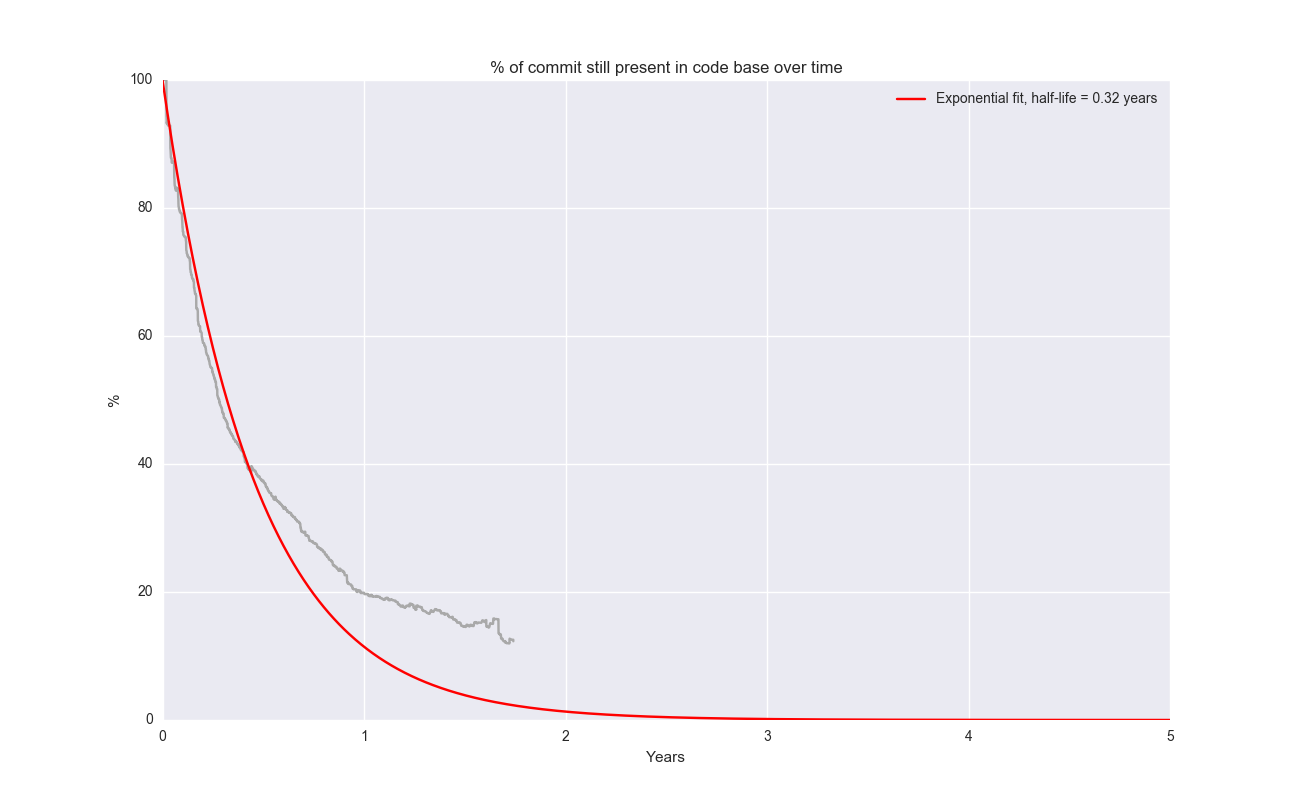 % of commit still present in code base over time
Exponential fit, half-life = 0.32 years
100
80
60
40
20
0
%
0 1 2 3 4 5
Years